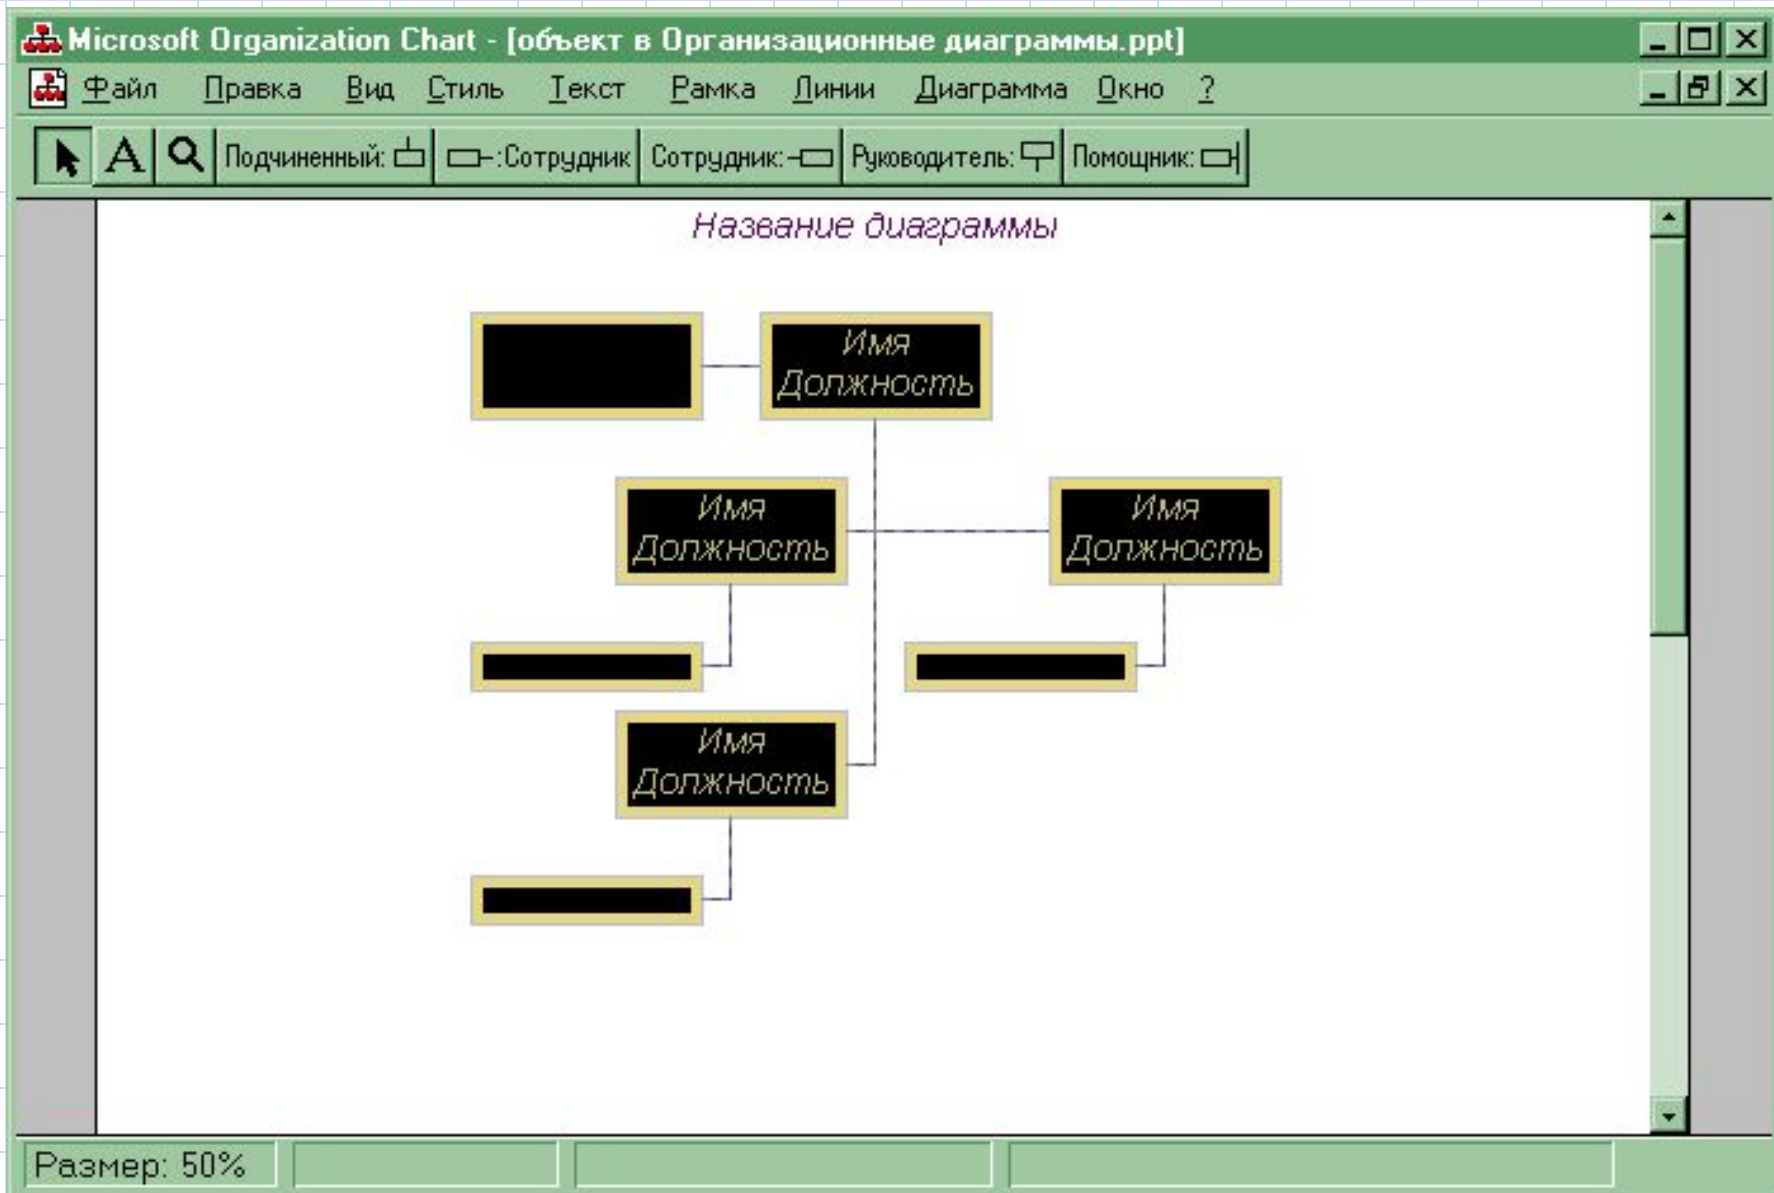 Microsoft Organization Chart - [объект в Организационные диаграммы.ppt]
Файл Правка Вид Стиль Текст Рамка Линии Диаграмма Окно ?
A Подчиненный: :Сотрудник Сотрудник: Руководитель: Помощник:
Название диаграммы
Имя
Должность
Имя
Должность
Имя
Должность
Имя
Должность
Размер: 50%